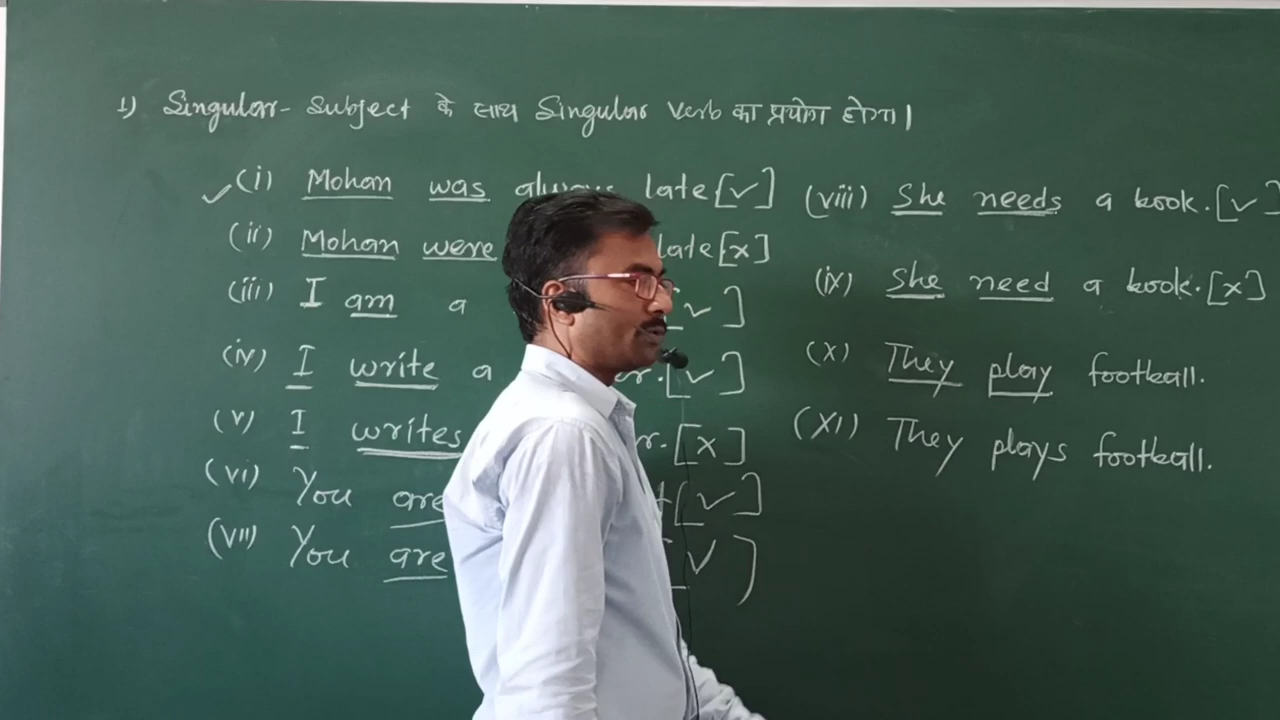 1) Singular- Subject के साथ Singular Verb का प्रयोग होगा।
(i) Mohan was always late [✓]
(ii) Mohan were late [x]
(iii) I am a ✓]
(iv) I write a r. [✓]
(v) I writes r. [x]
(vi) You are t [✓]
(vii) You are [✓]
(viii) She needs a book. [✓]
(ix) She need a book. [x]
(x) They play football.
(XI) They plays football.